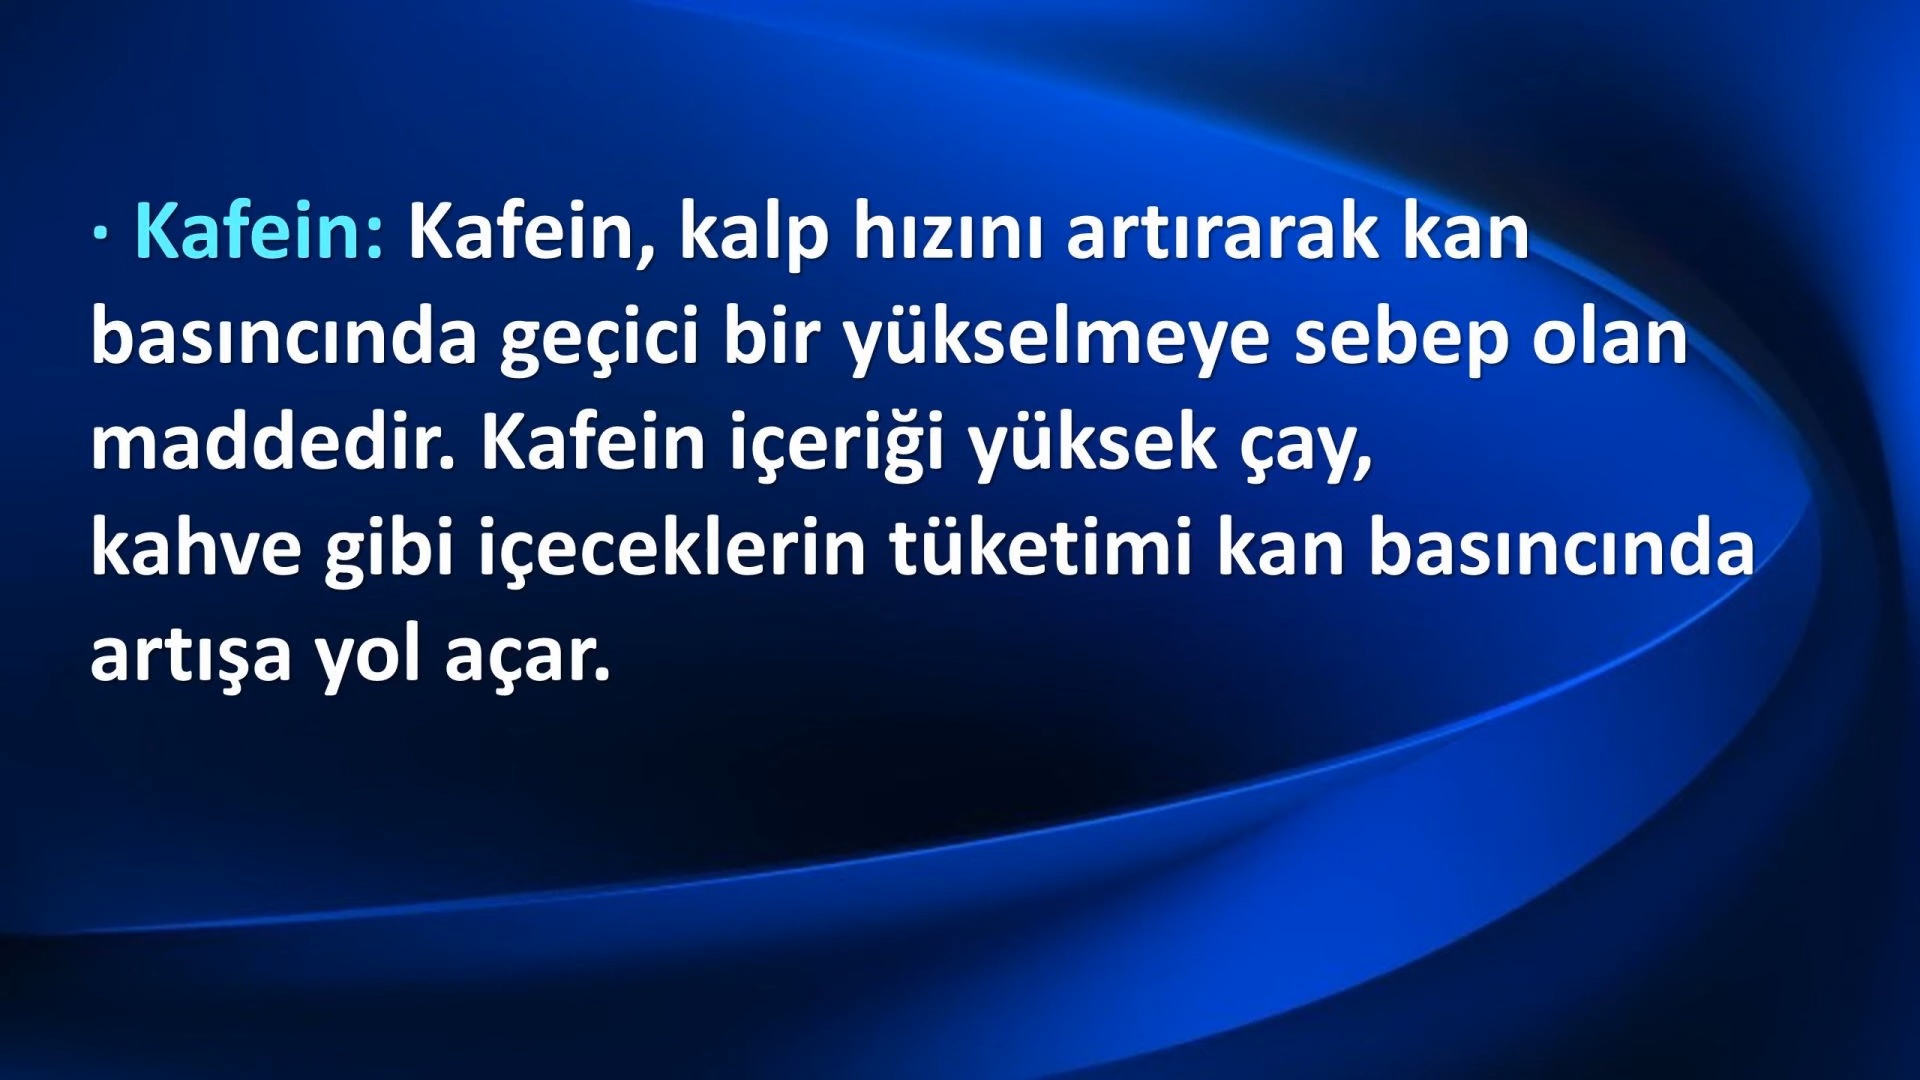 · Kafein: Kafein, kalp hızını artırarak kan
basıncında geçici bir yükselmeye sebep olan
maddedir. Kafein içeriği yüksek çay,
kahve gibi içeceklerin tüketimi kan basıncında
artışa yol açar.